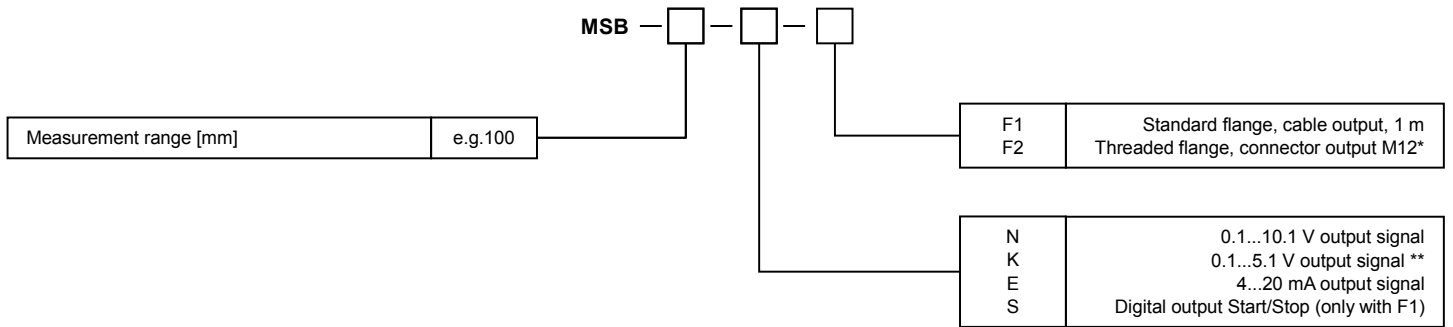 MSB — — —
Measurement range [mm] e.g.100
F1 Standard flange, cable output, 1 m
F2 Threaded flange, connector output M12*
N 0.1...10.1 V output signal
K 0.1...5.1 V output signal **
E 4...20 mA output signal
S Digital output Start/Stop (only with F1)